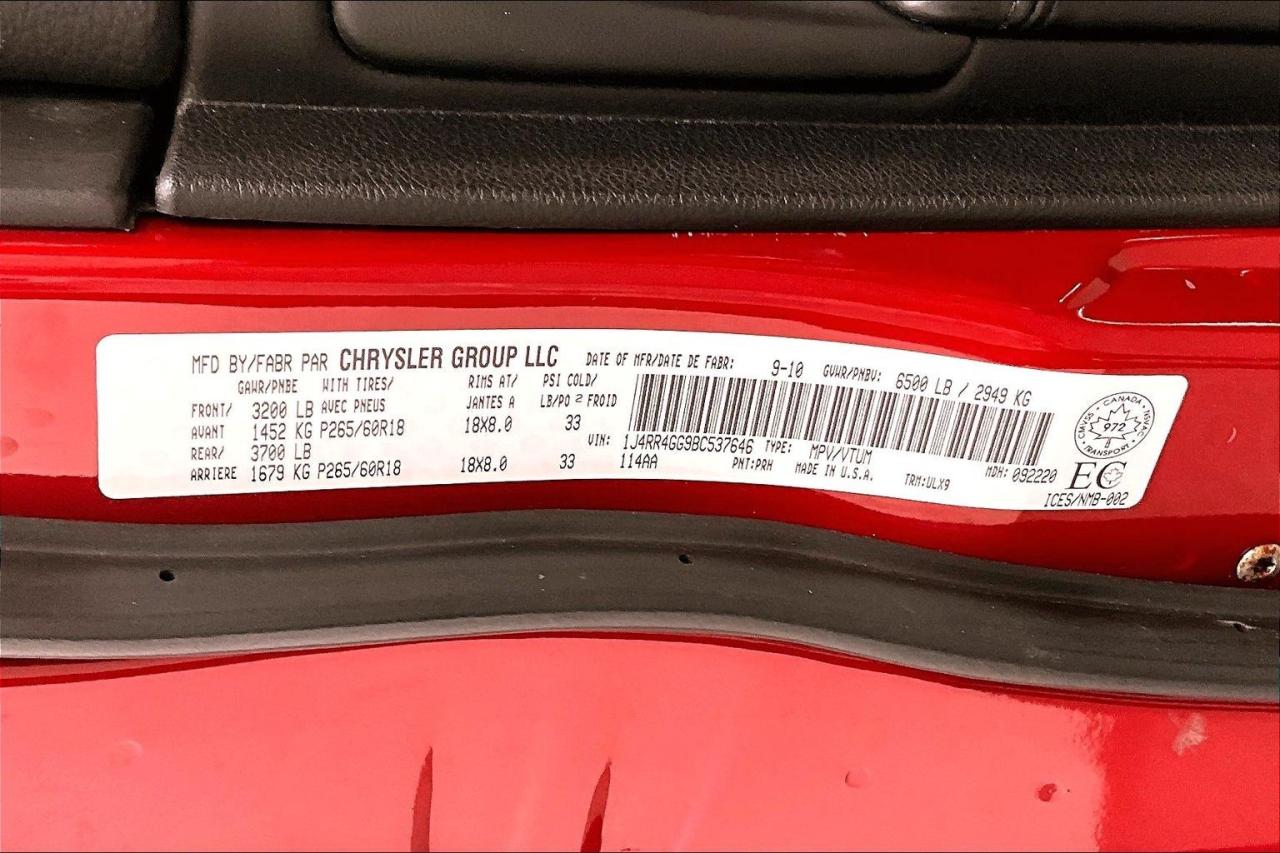 MFD BY/FABR PAR CHRYSLER GROUP LLC DATE OF MFR/DATE DE FABR: 9-10 GVWR/PNBV: 6500 LB / 2949 KG
GAWR/PNBE WITH TIRES/ RIMS AT/ PSI COLD/
FRONT/ 3200 LB AVEC PNEUS JANTES A LB/PO² FROID
AVANT 1452 KG P265/60R18 18X8.0 33
REAR/ 3700 LB
ARRIERE 1679 KG P265/60R18 18X8.0 33
VIN: 1J4RR4GG9BC537646 TYPE: MPV/VTUM MDH: 092220
114AA PNT:PRH MADE IN U.S.A. TRM:ULX9
CANADA
CMVSS 972 NSVAC
TRANSPORT
EC
ICES/NMB-002